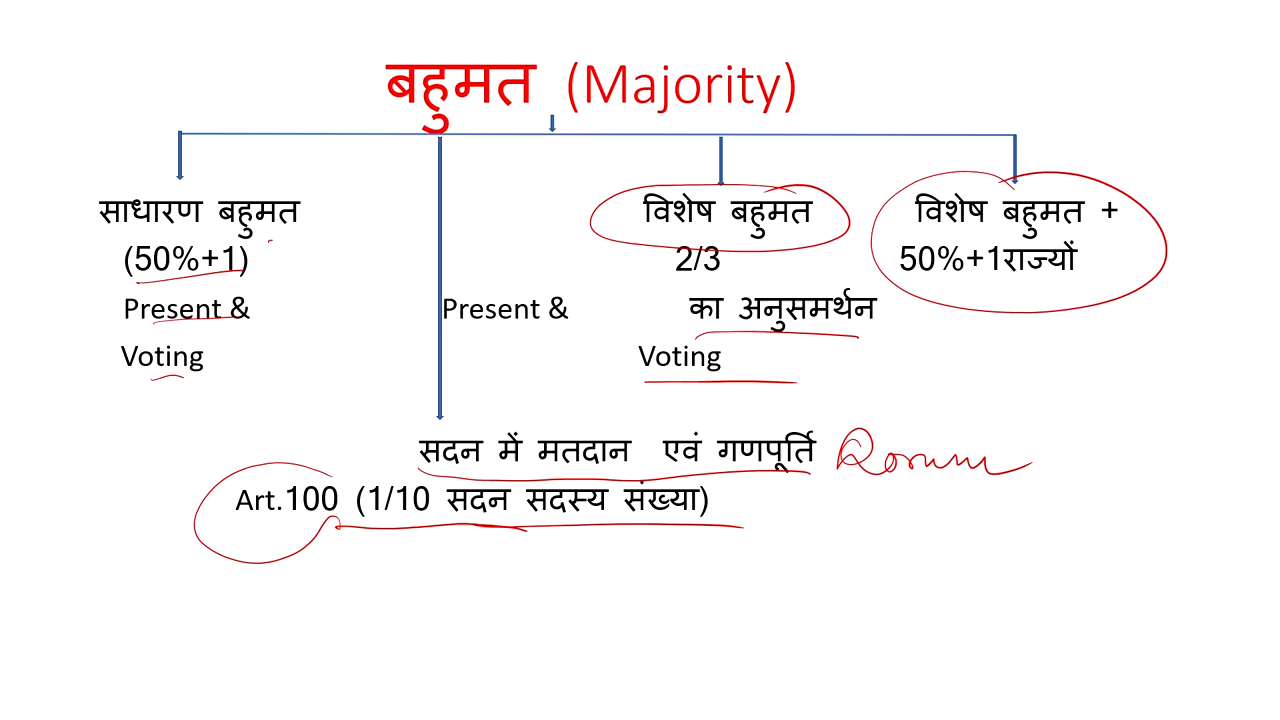 बहुमत (Majority)
साधारण बहुमत विशेष बहुमत विशेष बहुमत +
(50%+1) 2/3 50%+1राज्यों
Present & Present & का अनुसमर्थन
Voting Voting
सदन में मतदान एवं गणपूर्ति
Art.100 (1/10 सदन सदस्य संख्या)